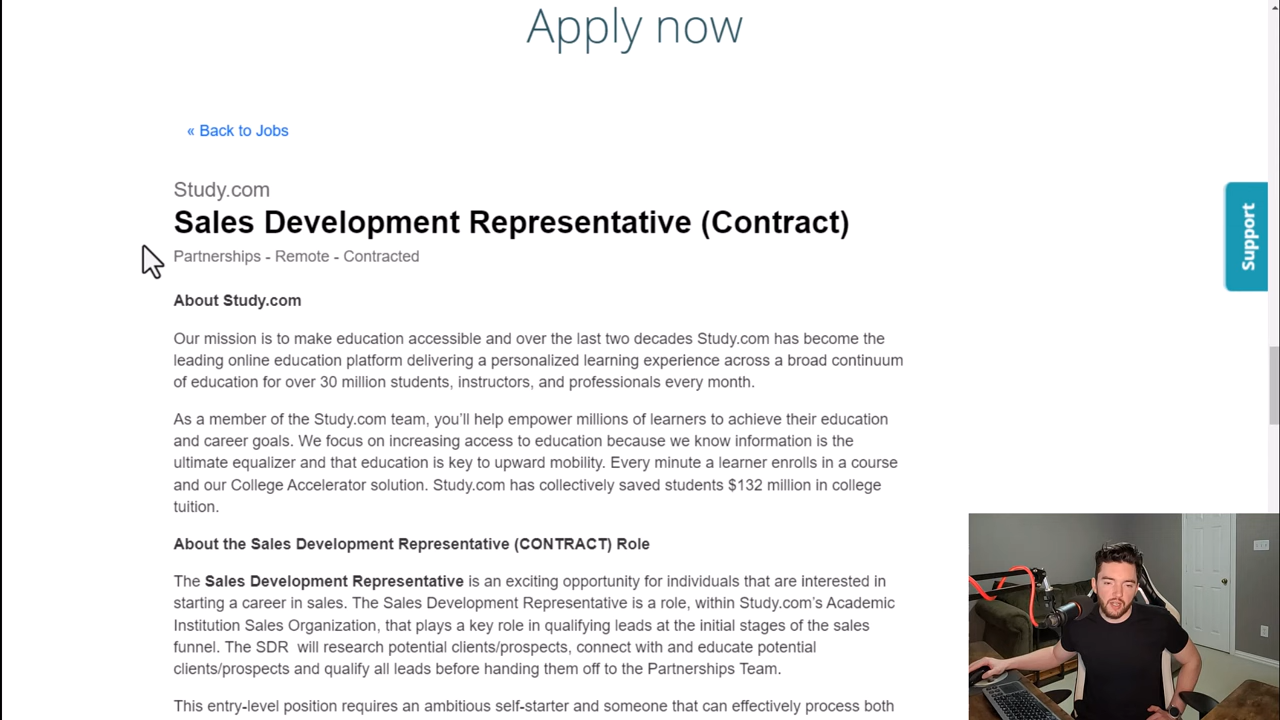 Apply now
« Back to Jobs
Study.com
Sales Development Representative (Contract)
Partnerships - Remote - Contracted
Support
About Study.com
Our mission is to make education accessible and over the last two decades Study.com has become the
leading online education platform delivering a personalized learning experience across a broad continuum
of education for over 30 million students, instructors, and professionals every month.
As a member of the Study.com team, you’ll help empower millions of learners to achieve their education
and career goals. We focus on increasing access to education because we know information is the
ultimate equalizer and that education is key to upward mobility. Every minute a learner enrolls in a course
and our College Accelerator solution. Study.com has collectively saved students $132 million in college
tuition.
About the Sales Development Representative (CONTRACT) Role
The Sales Development Representative is an exciting opportunity for individuals that are interested in
starting a career in sales. The Sales Development Representative is a role, within Study.com’s Academic
Institution Sales Organization, that plays a key role in qualifying leads at the initial stages of the sales
funnel. The SDR will research potential clients/prospects, connect with and educate potential
clients/prospects and qualify all leads before handing them off to the Partnerships Team.
This entry-level position requires an ambitious self-starter and someone that can effectively process both